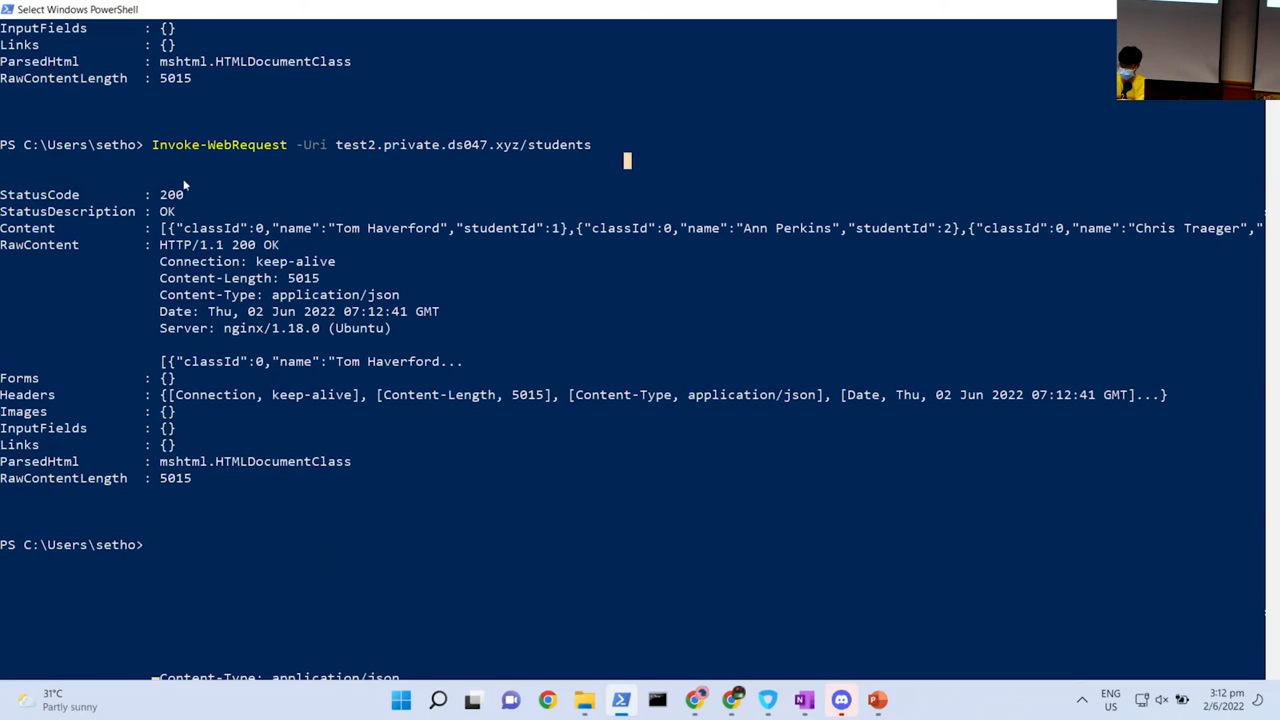 Select Windows PowerShell
InputFields : {}
Links : {}
ParsedHtml : mshtml.HTMLDocumentClass
RawContentLength : 5015
PS C:\Users\setho> Invoke-WebRequest -Uri test2.private.ds047.xyz/students
StatusCode : 200
StatusDescription : OK
Content : [{"classId":0,"name":"Tom Haverford","studentId":1},{"classId":0,"name":"Ann Perkins","studentId":2},{"classId":0,"name":"Chris Traeger","
RawContent : HTTP/1.1 200 OK
Connection: keep-alive
Content-Length: 5015
Content-Type: application/json
Date: Thu, 02 Jun 2022 07:12:41 GMT
Server: nginx/1.18.0 (Ubuntu)
[{"classId":0,"name":"Tom Haverford...
Forms : {}
Headers : {[Connection, keep-alive], [Content-Length, 5015], [Content-Type, application/json], [Date, Thu, 02 Jun 2022 07:12:41 GMT]...}
Images : {}
InputFields : {}
Links : {}
ParsedHtml : mshtml.HTMLDocumentClass
RawContentLength : 5015
PS C:\Users\setho>
Content-Type: application/json
31°C
Partly sunny
ENG
US
3:12 pm
2/6/2022